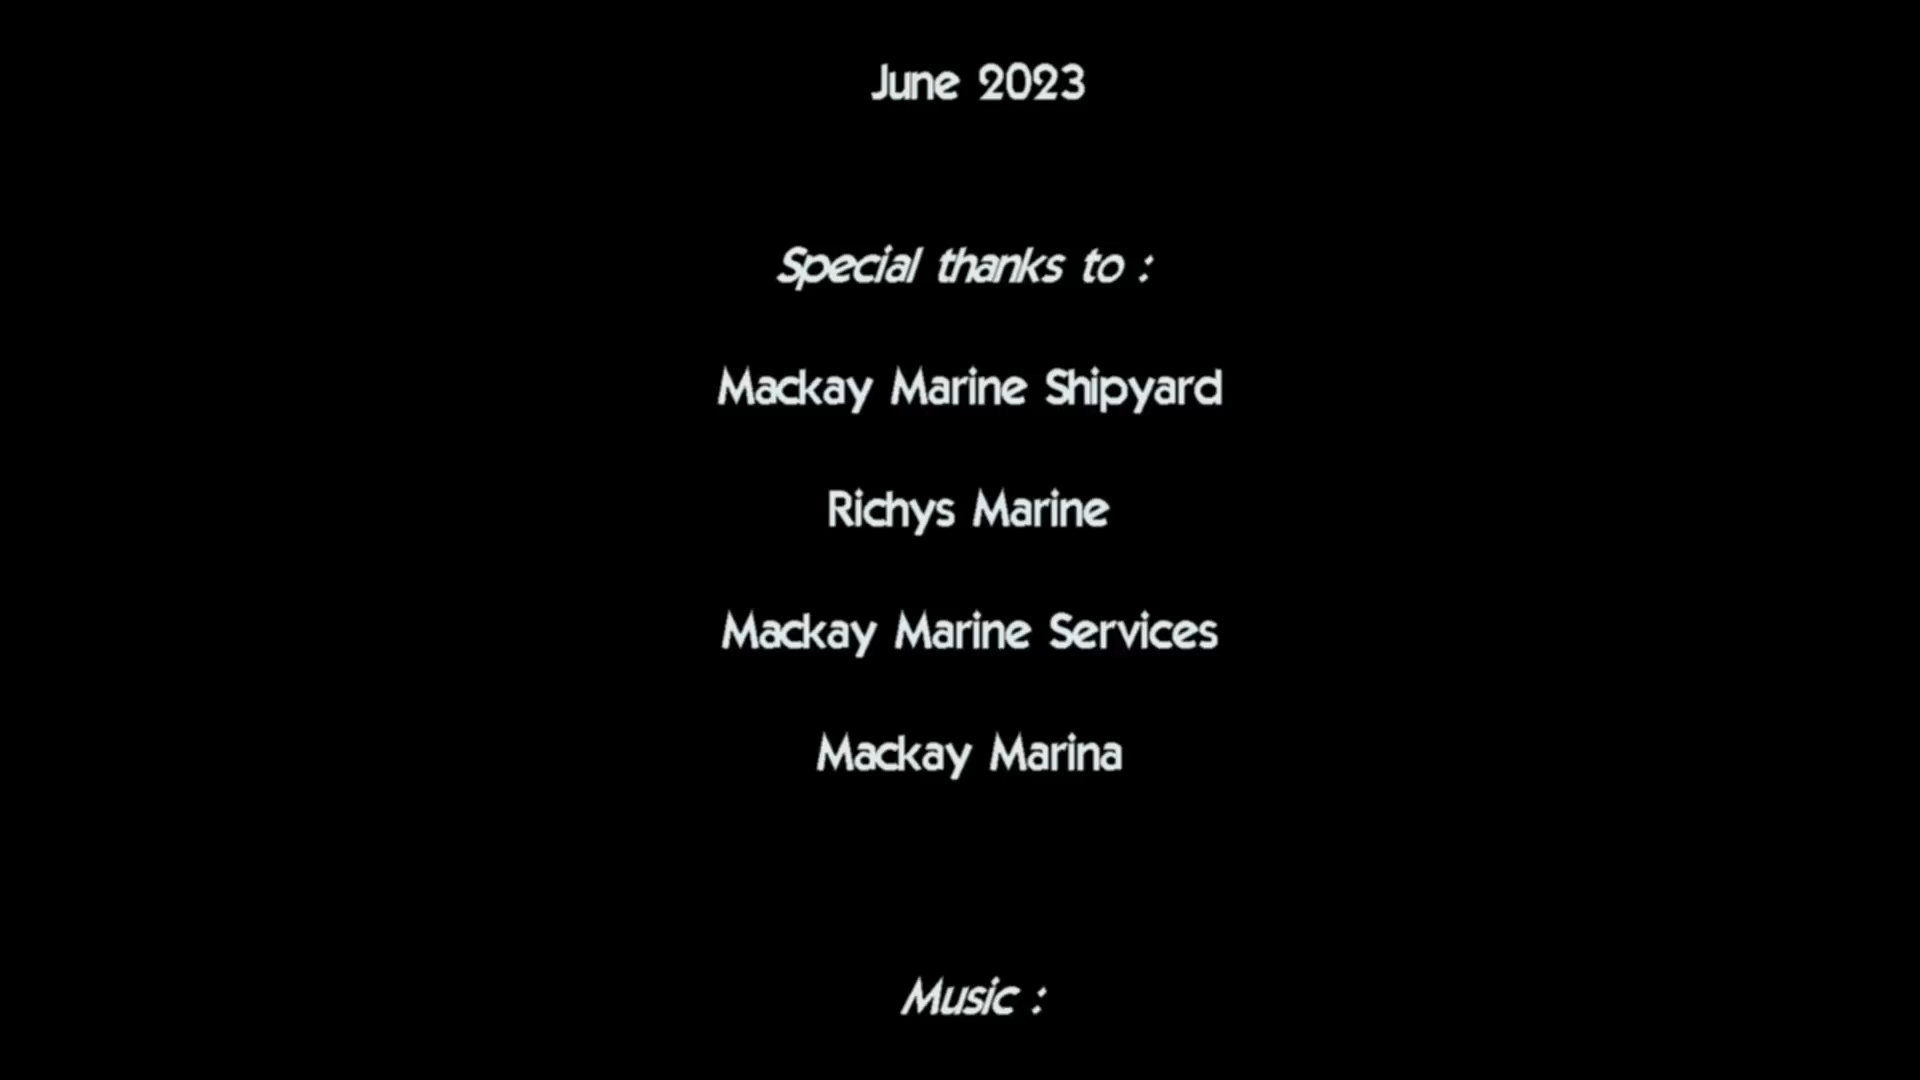 June 2023
Special thanks to :
Mackay Marine Shipyard
Richys Marine
Mackay Marine Services
Mackay Marina
Music :